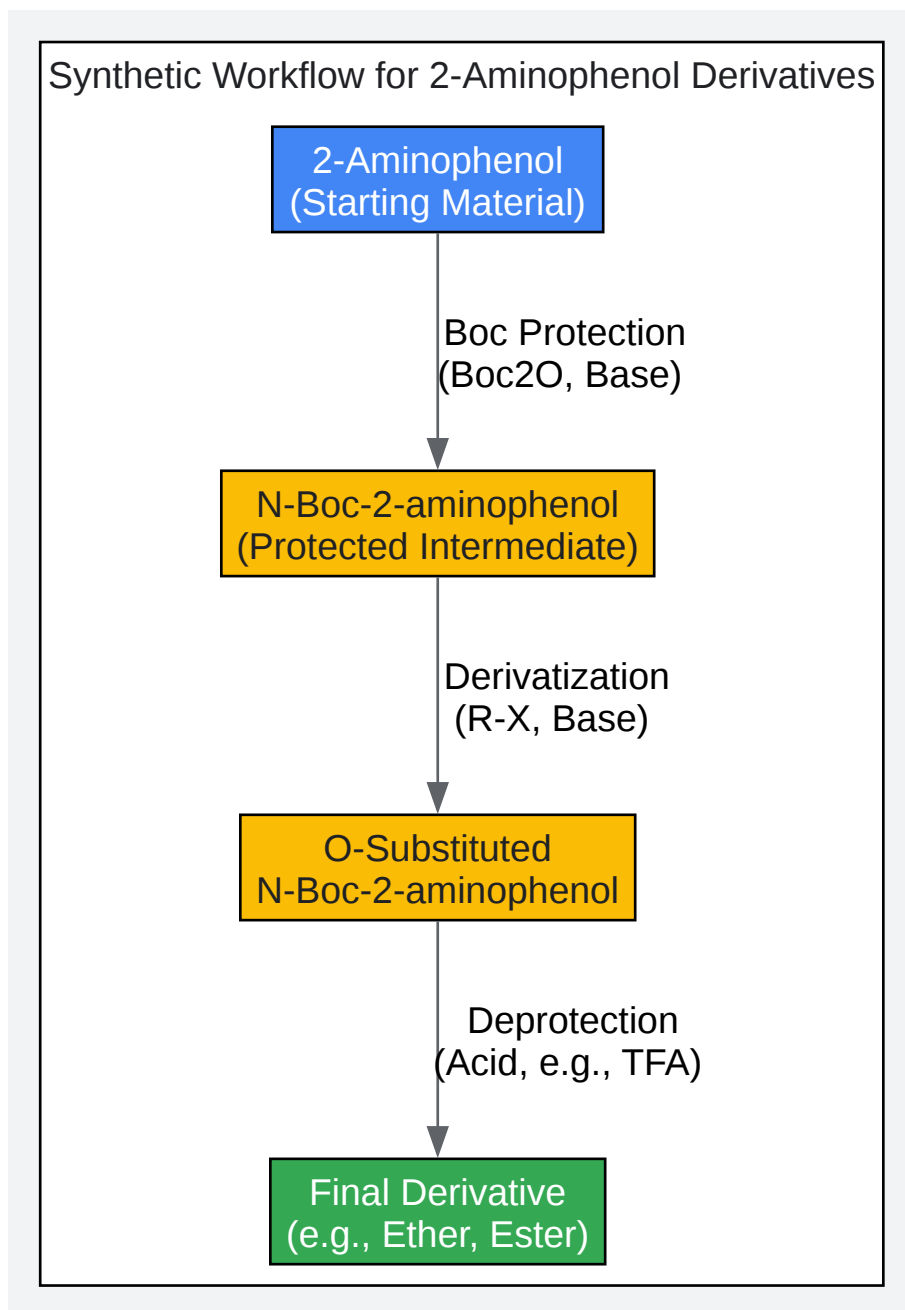 Synthetic Workflow for 2-Aminophenol Derivatives
2-Aminophenol
(Starting Material)
Boc Protection
(Boc2O, Base)
N-Boc-2-aminophenol
(Protected Intermediate)
Derivatization
(R-X, Base)
O-Substituted
N-Boc-2-aminophenol
Deprotection
(Acid, e.g., TFA)
Final Derivative
(e.g., Ether, Ester)